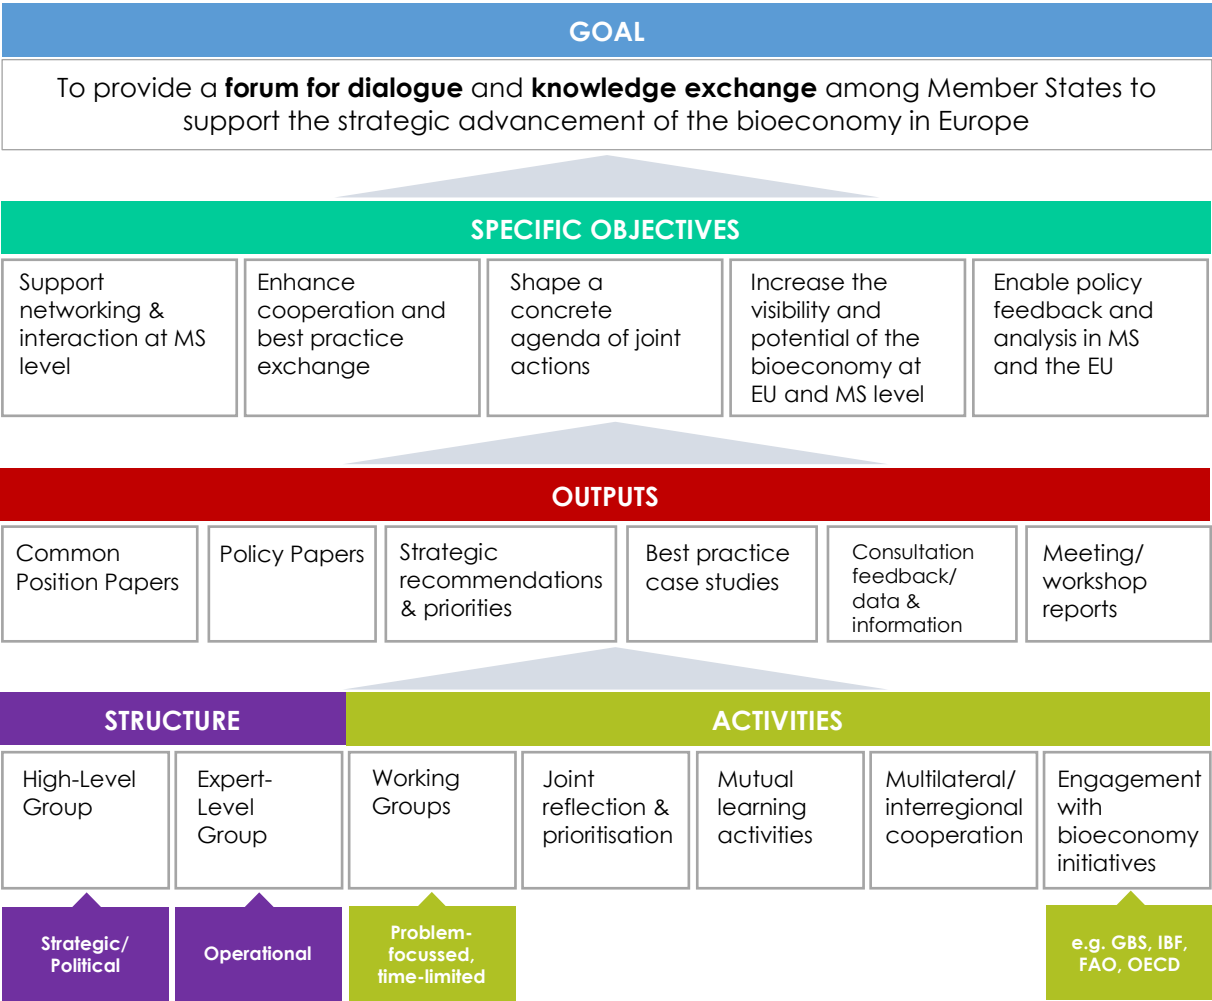 GOAL
To provide a forum for dialogue and knowledge exchange among Member States to
support the strategic advancement of the bioeconomy in Europe
SPECIFIC OBJECTIVES
Support
networking &
interaction at MS
level
Enhance
cooperation and
best practice
exchange
Shape a
concrete
agenda of joint
actions
Increase the
visibility and
potential of the
bioeconomy at
EU and MS level
Enable policy
feedback and
analysis in MS
and the EU
OUTPUTS
Common
Position Papers
Policy Papers
Strategic
recommendations
& priorities
Best practice
case studies
Consultation
feedback/
data &
information
Meeting/
workshop
reports
STRUCTURE
ACTIVITIES
High-Level
Group
Expert-
Level
Group
Working
Groups
Joint
reflection &
prioritisation
Mutual
learning
activities
Multilateral/
interregional
cooperation
Engagement
with
bioeconomy
initiatives
Strategic/
Political
Operational
Problem-
focussed,
time-limited
e.g. GBS, IBF,
FAO, OECD